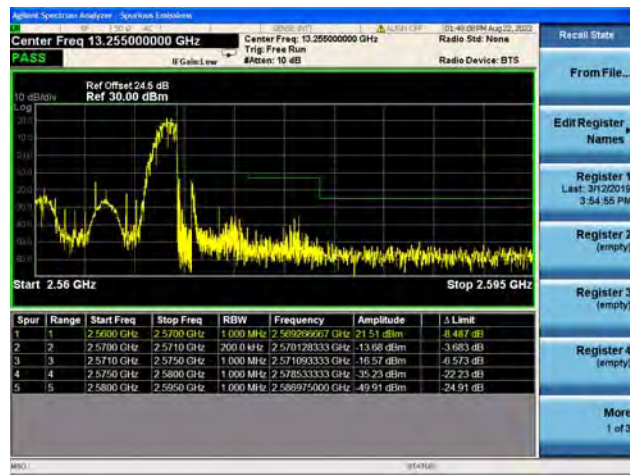 Agilent Spectrum Analyzer - Spurious Emissions
RF 50 Ω AC SENSE:INT ALIGN OFF 01:49:08 PM Aug 22, 2022
Center Freq 13.255000000 GHz Center Freq: 13.255000000 GHz Radio Std: None
Trig: Free Run
PASS IFGain:Low #Atten: 10 dB Radio Device: BTS
Ref Offset 24.5 dB
10 dB/div Ref 30.00 dBm
Log
Start 2.56 GHz Stop 2.595 GHz
Spur Range Start Freq Stop Freq RBW Frequency Amplitude Δ Limit
1 1 2.5600 GHz 2.5700 GHz 1.000 MHz 2.569266667 GHz 21.51 dBm -8.487 dB
2 2 2.5700 GHz 2.5710 GHz 200.0 kHz 2.570128333 GHz -13.68 dBm -3.683 dB
3 3 2.5710 GHz 2.5750 GHz 1.000 MHz 2.571093333 GHz -16.57 dBm -6.573 dB
4 4 2.5750 GHz 2.5800 GHz 1.000 MHz 2.578533333 GHz -35.23 dBm -22.23 dB
5 5 2.5800 GHz 2.5950 GHz 1.000 MHz 2.586975000 GHz -49.91 dBm -24.91 dB
MSG STATUS
Recall State
From File...
Edit Register
Names
Register 1
Last: 3/12/2019
3:54:55 PM
Register 2
(empty)
Register 3
(empty)
Register 4
(empty)
More
1 of 3